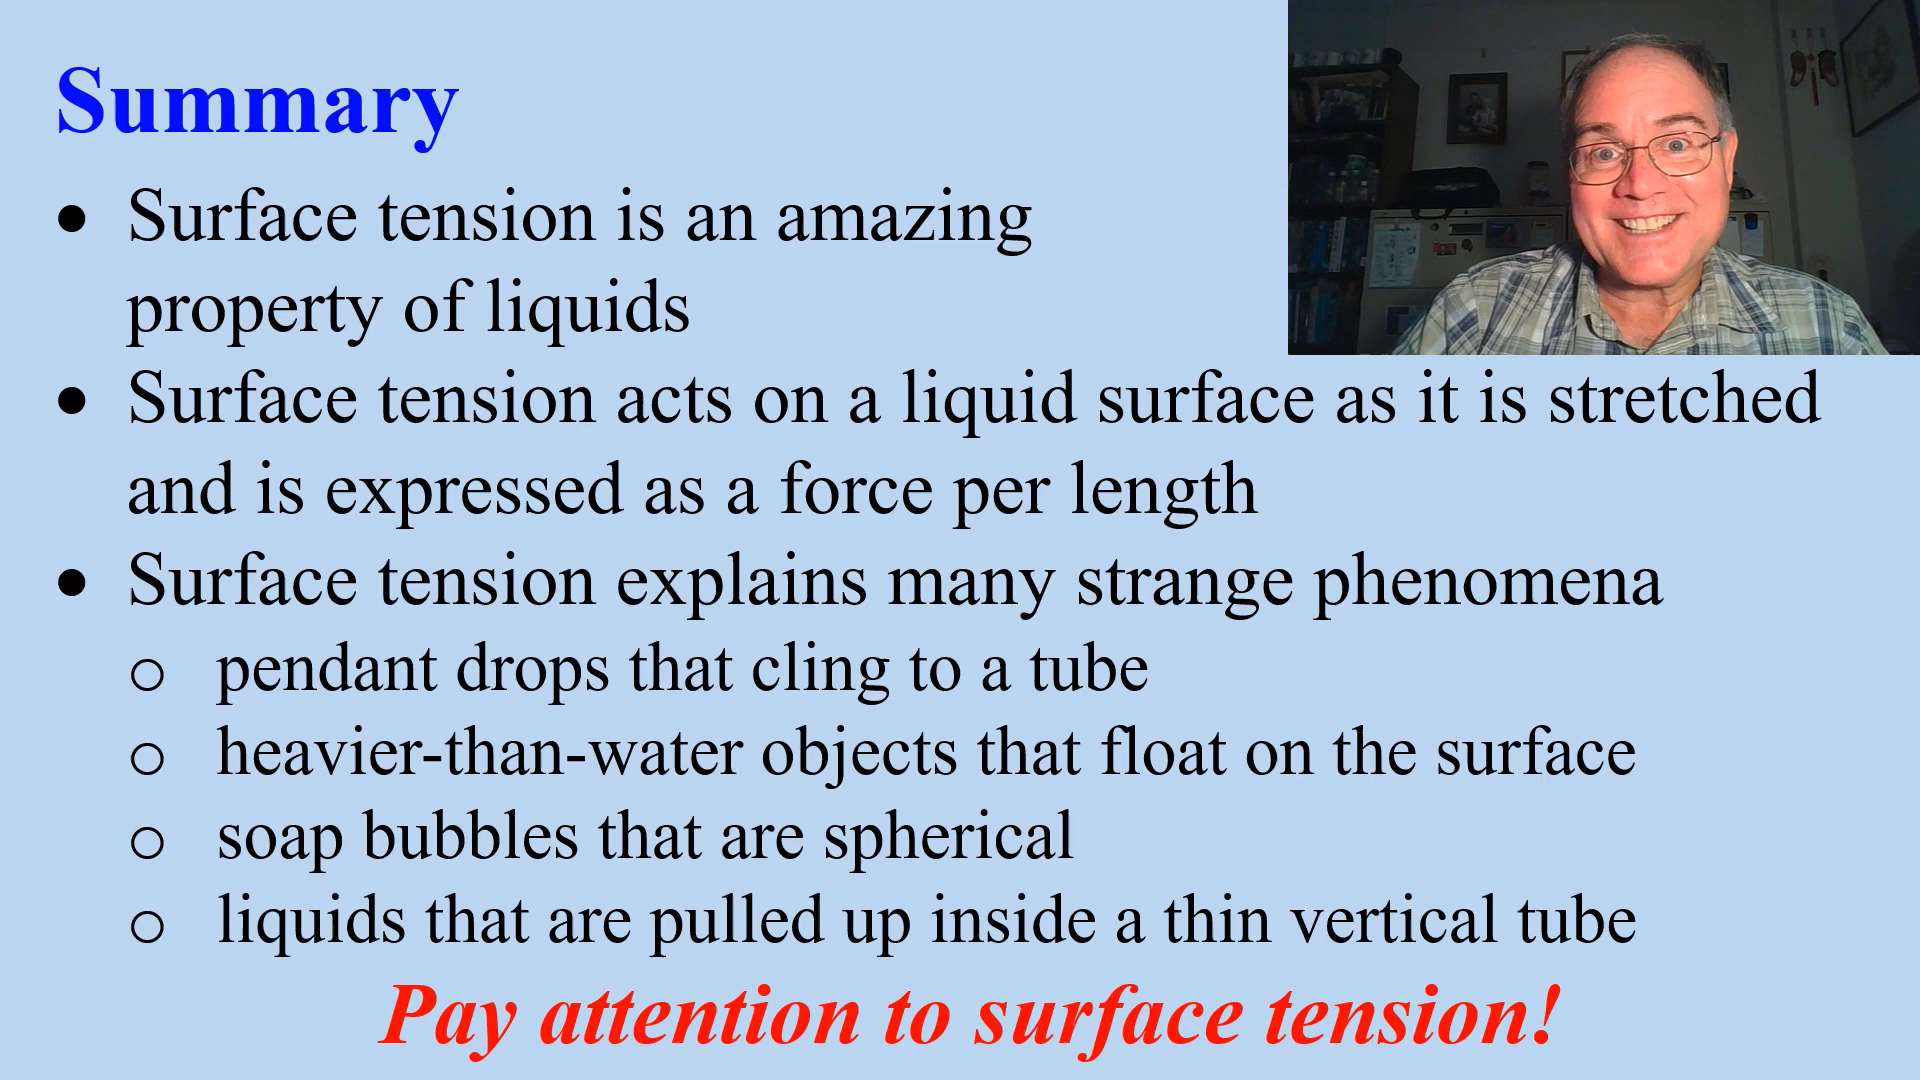 Summary
• Surface tension is an amazing
property of liquids
• Surface tension acts on a liquid surface as it is stretched
and is expressed as a force per length
• Surface tension explains many strange phenomena
o pendant drops that cling to a tube
o heavier-than-water objects that float on the surface
o soap bubbles that are spherical
o liquids that are pulled up inside a thin vertical tube
Pay attention to surface tension!